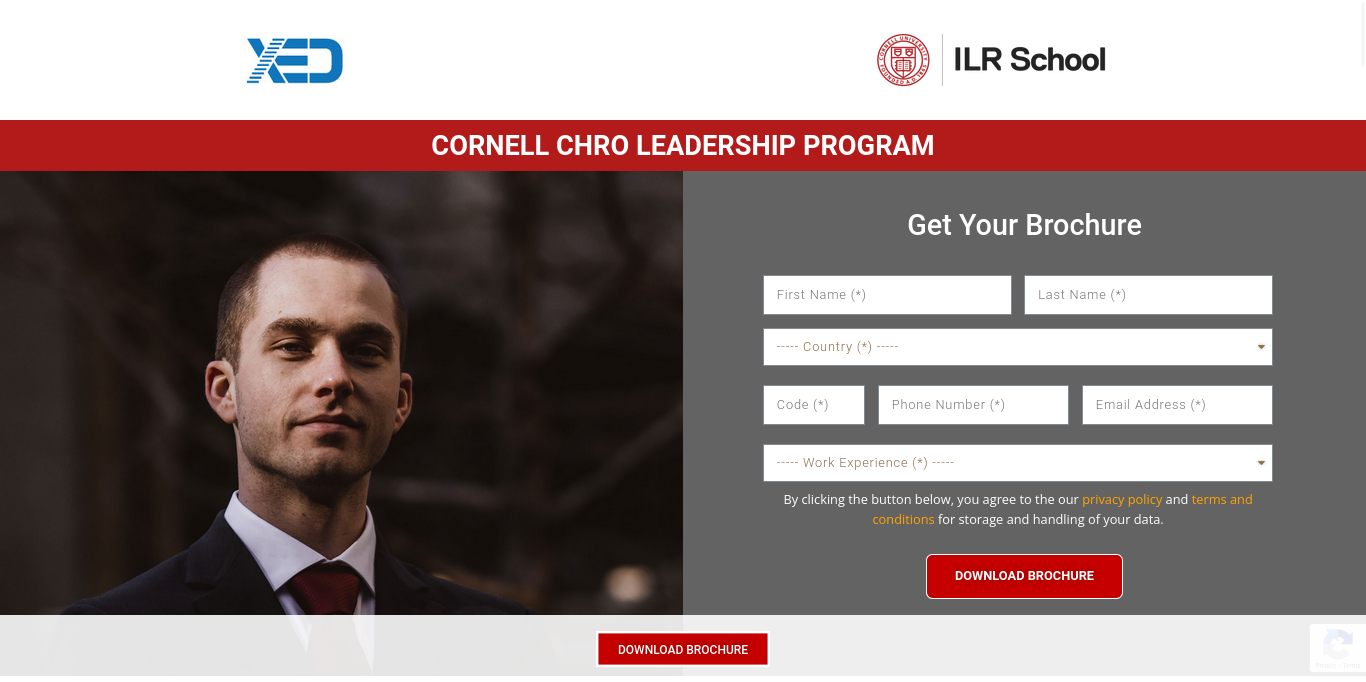 XED
ILR School
CORNELL CHRO LEADERSHIP PROGRAM
Get Your Brochure
First Name (*)
Last Name (*)
----- Country (*) -----
Code (*)
Phone Number (*)
Email Address (*)
----- Work Experience (*) -----
By clicking the button below, you agree to the our privacy policy and terms and
conditions for storage and handling of your data.
DOWNLOAD BROCHURE
DOWNLOAD BROCHURE